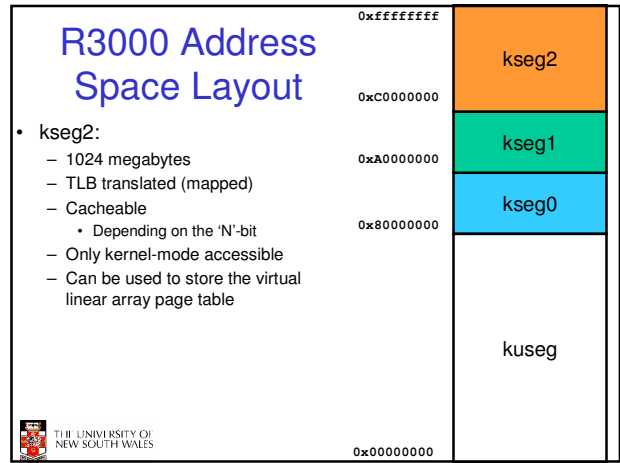 R3000 Address
Space Layout
• kseg2:
– 1024 megabytes
– TLB translated (mapped)
– Cacheable
• Depending on the ‘N’-bit
– Only kernel-mode accessible
– Can be used to store the virtual
linear array page table
0xffffffff
0xC0000000
0xA0000000
0x80000000
0x00000000
kseg2
kseg1
kseg0
kuseg
THE UNIVERSITY OF
NEW SOUTH WALES